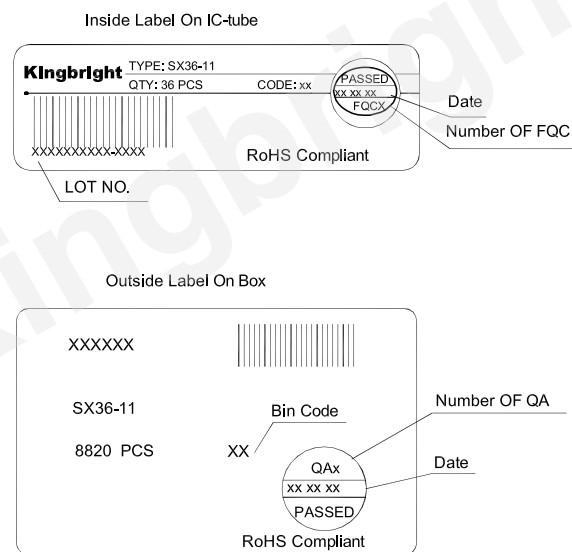 Inside Label On IC-tube
Kingbright
TYPE: SX36-11
QTY: 36 PCS CODE: xx
PASSED
xx xx xx
FQCX
Date
Number OF FQC
XXXXXXXXXX-XXXX
RoHS Compliant
LOT NO.
Outside Label On Box
XXXXXX
SX36-11
Bin Code
Number OF QA
8820 PCS XX
QAx
xx xx xx
PASSED
Date
RoHS Compliant
Kingbright